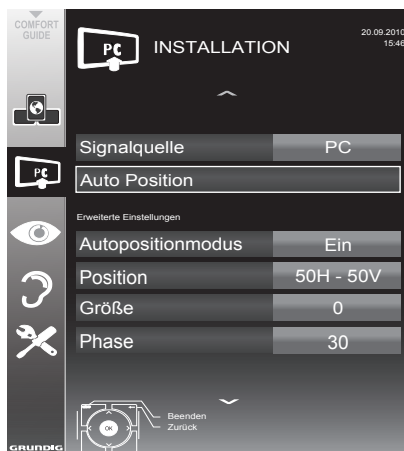 COMFORT
GUIDE
PC
INSTALLATION
20.09.2010
15:46
Signalquelle PC
PC
Auto Position
Erweiterte Einstellungen
Autopositionmodus Ein
Position 50H - 50V
Größe 0
Phase 30
Beenden
Zurück
OK
GRUNDIG